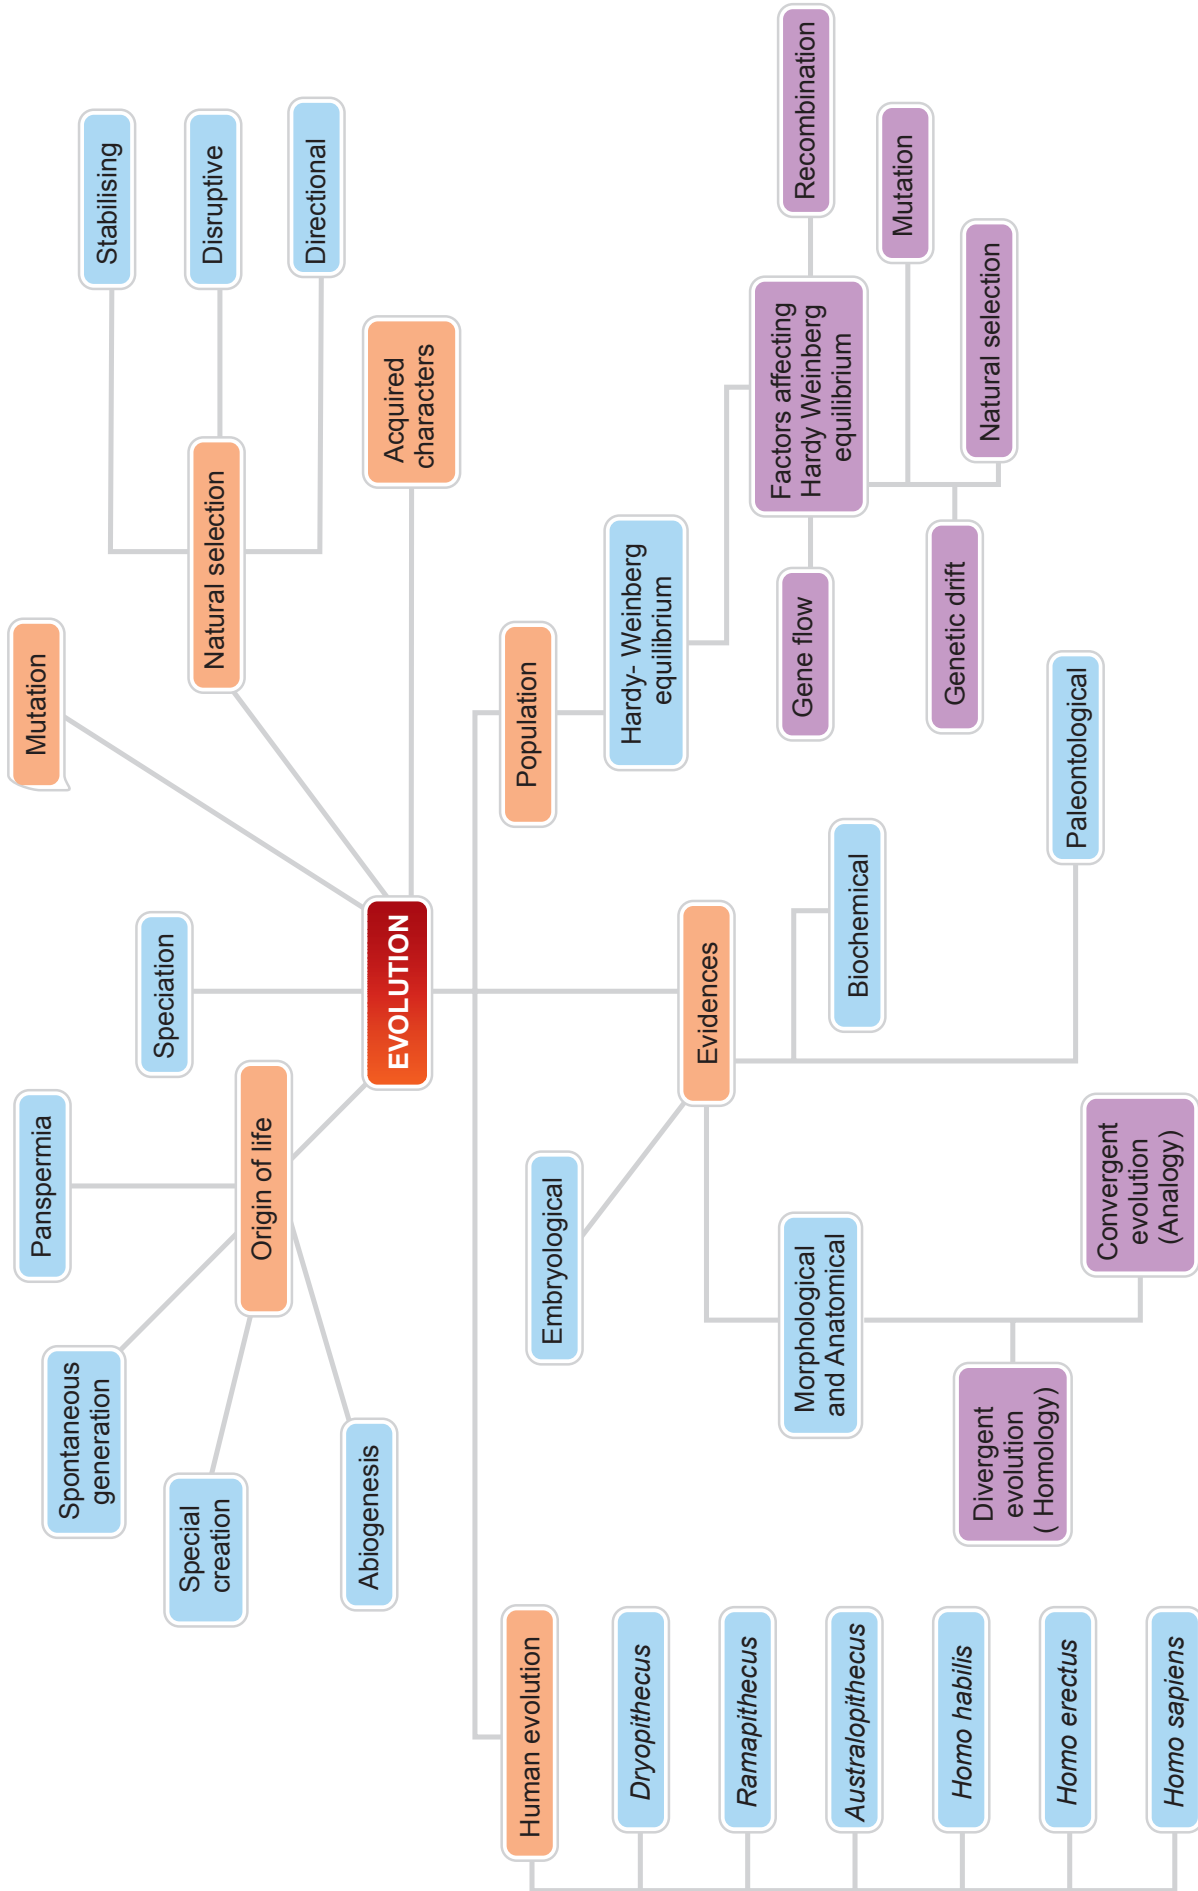 EVOLUTION
Origin of life
Abiogenesis
Special
creation
Spontaneous
generation
Panspermia
Speciation
Mutation
Natural selection
Stabilising
Disruptive
Directional
Acquired
characters
Human evolution
Dryopithecus
Ramapithecus
Australopithecus
Homo habilis
Homo erectus
Homo sapiens
Evidences
Embryological
Morphological
and Anatomical
Divergent
evolution
( Homology)
Convergent
evolution
(Analogy)
Biochemical
Paleontological
Population
Hardy- Weinberg
equilibrium
Factors affecting
Hardy Weinberg
equilibrium
Gene flow
Genetic drift
Natural selection
Mutation
Recombination